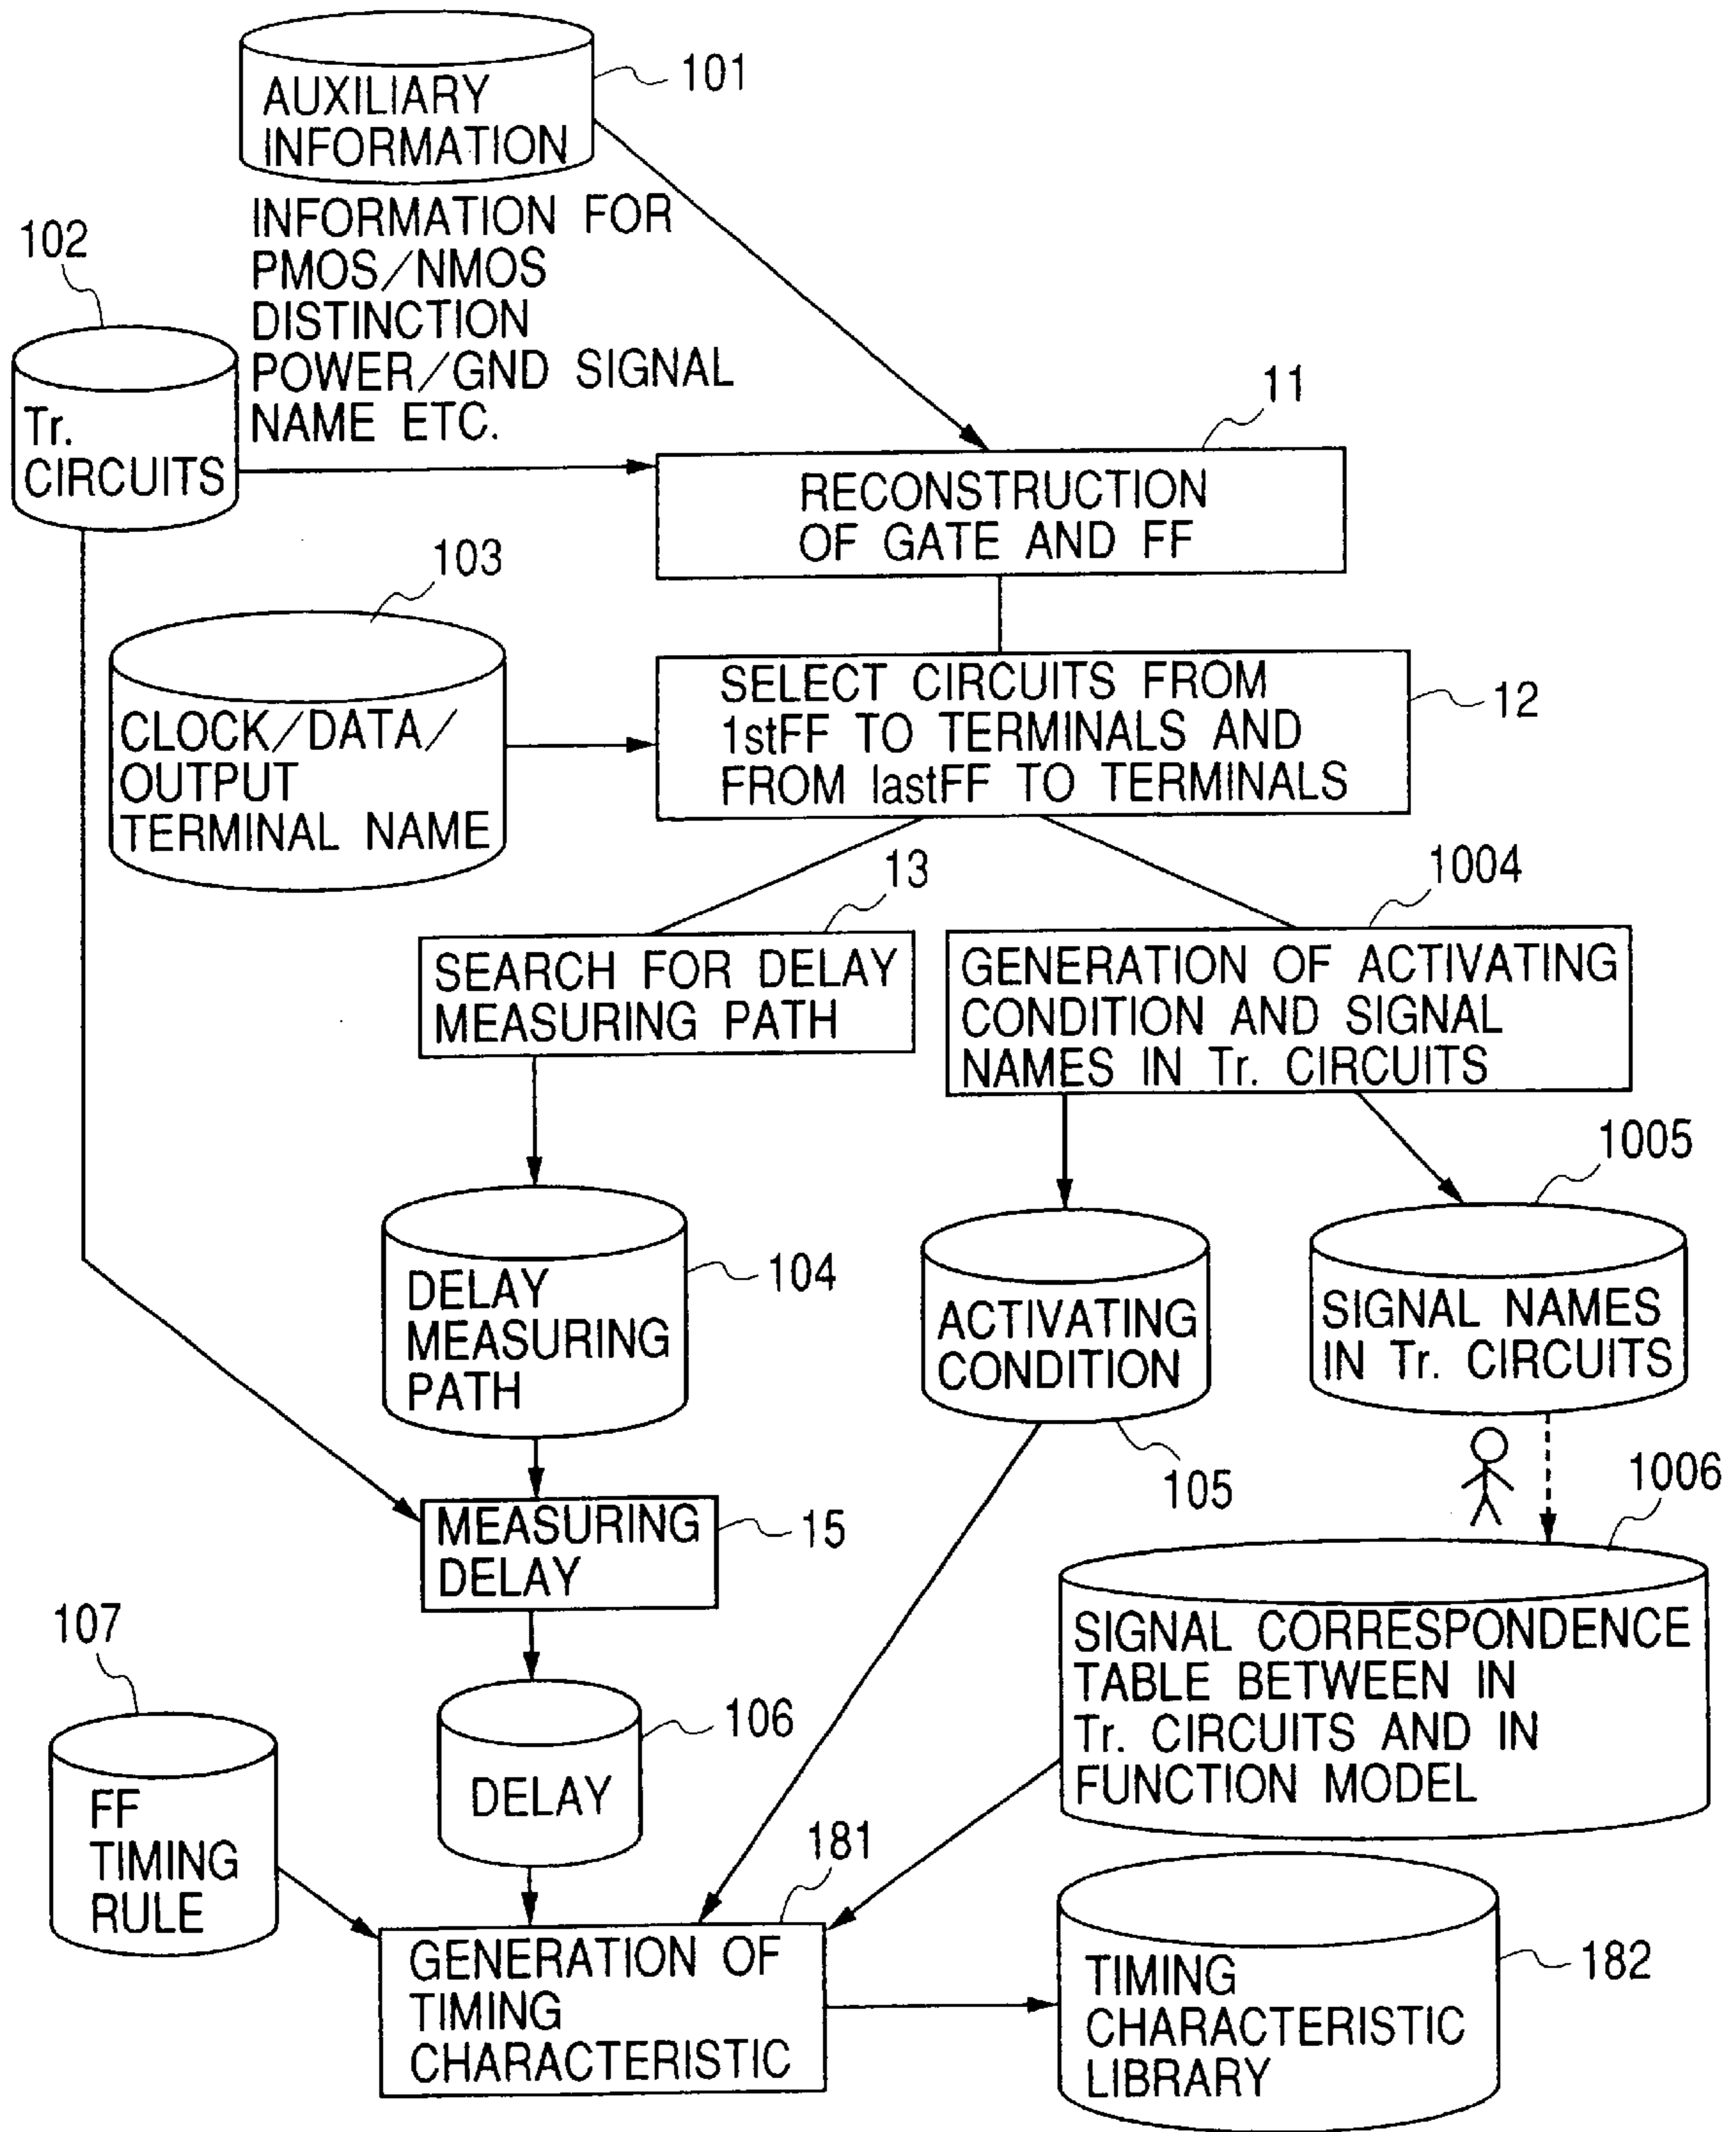 101
AUXILIARY
INFORMATION
INFORMATION FOR
PMOS/NMOS
DISTINCTION
POWER/GND SIGNAL
NAME ETC.
102
Tr.
CIRCUITS
11
RECONSTRUCTION
OF GATE AND FF
103
CLOCK/DATA/
OUTPUT
TERMINAL NAME
SELECT CIRCUITS FROM
1stFF TO TERMINALS AND
FROM lastFF TO TERMINALS
12
13
SEARCH FOR DELAY
MEASURING PATH
1004
GENERATION OF ACTIVATING
CONDITION AND SIGNAL
NAMES IN Tr. CIRCUITS
104
DELAY
MEASURING
PATH
ACTIVATING
CONDITION
105
1005
SIGNAL NAMES
IN Tr. CIRCUITS
1006
MEASURING
DELAY
15
SIGNAL CORRESPONDENCE
TABLE BETWEEN IN
Tr. CIRCUITS AND IN
FUNCTION MODEL
107
FF
TIMING
RULE
106
DELAY
181
GENERATION OF
TIMING
CHARACTERISTIC
TIMING
CHARACTERISTIC
LIBRARY
182